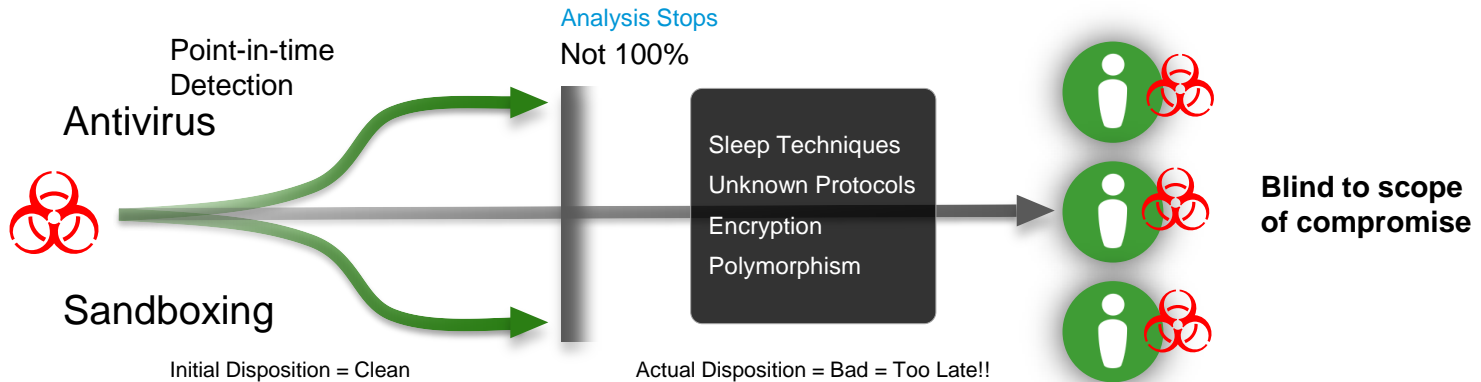 Analysis Stops
Not 100%
Point-in-time
Detection
Antivirus
Sleep Techniques
Unknown Protocols
Encryption
Polymorphism
Blind to scope
of compromise
Sandboxing
Initial Disposition = Clean
Actual Disposition = Bad = Too Late!!